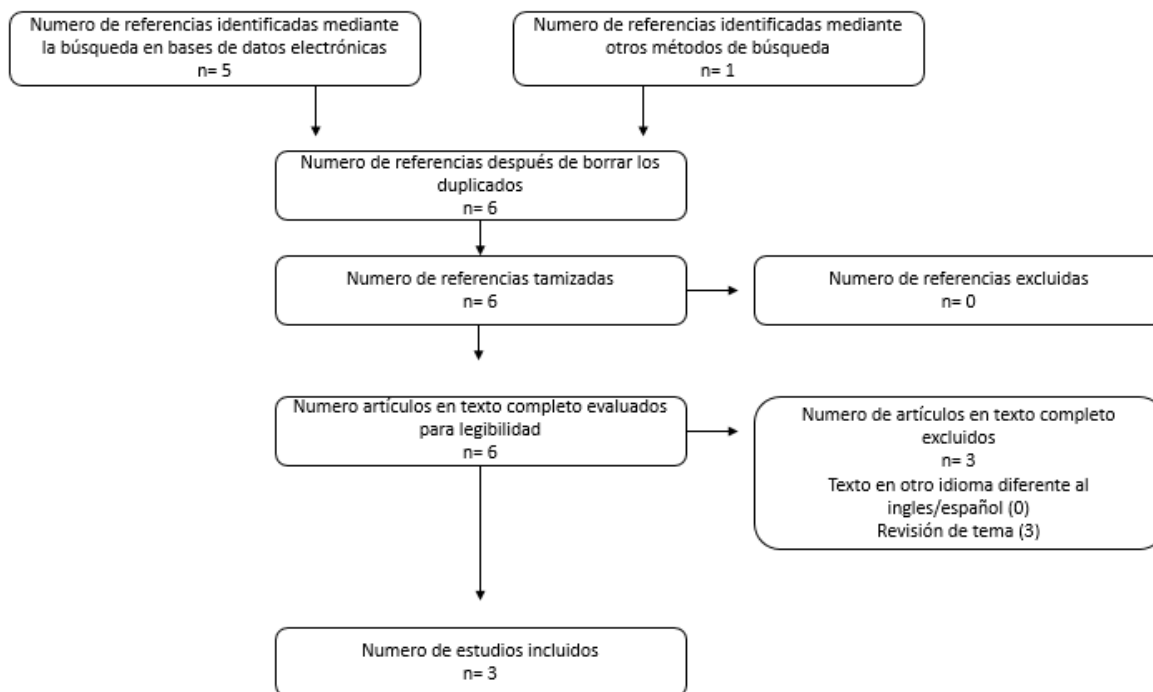 Numero de referencias identificadas mediante
la búsqueda en bases de datos electrónicas
n= 5
Numero de referencias identificadas mediante
otros métodos de búsqueda
n= 1
Numero de referencias después de borrar los
duplicados
n= 6
Numero de referencias tamizadas
n= 6
Numero de referencias excluidas
n= 0
Numero artículos en texto completo evaluados
para legibilidad
n= 6
Numero de artículos en texto completo
excluidos
n= 3
Texto en otro idioma diferente al
ingles/español (0)
Revisión de tema (3)
Numero de estudios incluidos
n= 3